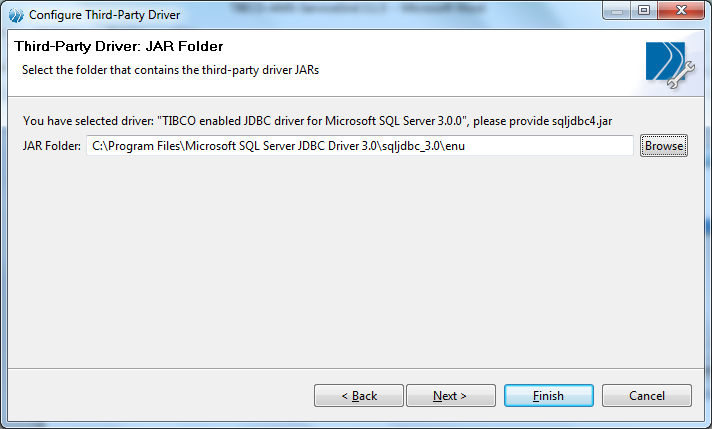 Configure Third-Party Driver
Third-Party Driver: JAR Folder
Select the folder that contains the third-party driver JARs
You have selected driver: "TIBCO enabled JDBC driver for Microsoft SQL Server 3.0.0", please provide sqljdbc4.jar
JAR Folder: C:\Program Files\Microsoft SQL Server JDBC Driver 3.0\sqljdbc_3.0\enu Browse
< Back Next > Finish Cancel